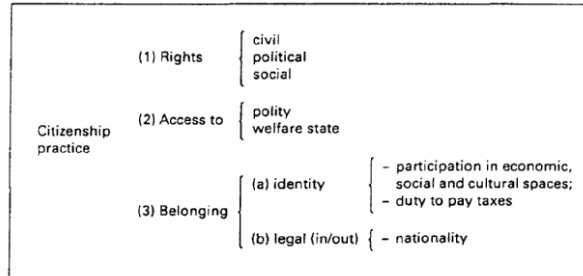 civil
(1) Rights political
social
(2) Access to polity
welfare state
Citizenship
practice
(a) identity - participation in economic,
social and cultural spaces;
- duty to pay taxes
(3) Belonging
(b) legal (in/out) - nationality